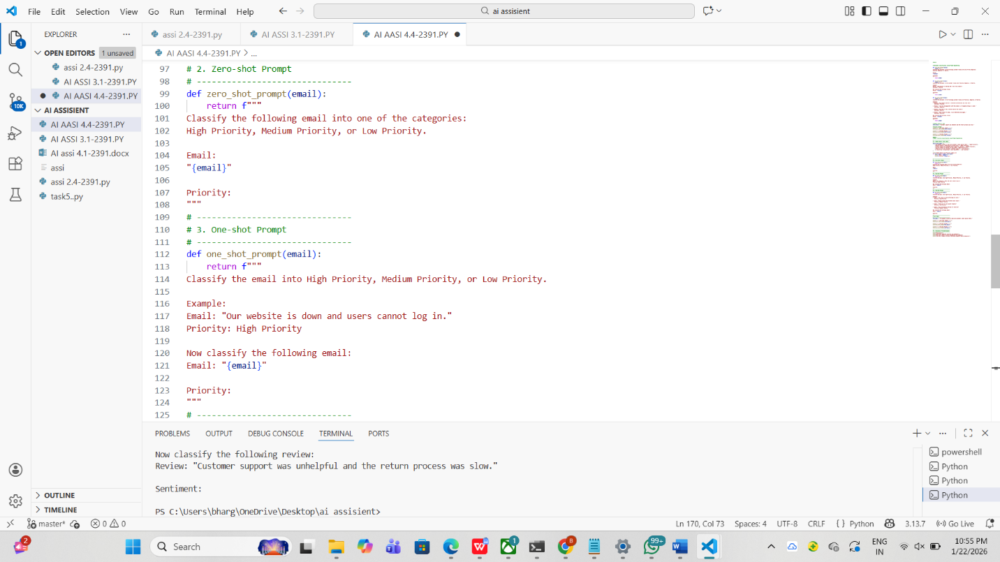 File Edit Selection View Go Run Terminal Help
ai assisient
EXPLORER
assi 2.4-2391.py
AI ASSI 3.1-2391.PY
AI AASI 4.4-2391.PY
1
OPEN EDITORS 1 unsaved
assi 2.4-2391.py
AI ASSI 3.1-2391.PY
AI AASI 4.4-2391.PY
10K
AI ASSISIENT
AI AASI 4.4-2391.PY
AI ASSI 3.1-2391.PY
AI assi 4.1-2391.docx
assi
assi 2.4-2391.py
task5..py
OUTLINE
TIMELINE
AI AASI 4.4-2391.PY > ...
97 # 2. Zero-shot Prompt
98 # -------------------------------
99 def zero_shot_prompt(email):
100 return f"""
101 Classify the following email into one of the categories:
102 High Priority, Medium Priority, or Low Priority.
103
104 Email:
105 "{email}"
106
107 Priority:
108 """
109 # -------------------------------
110 # 3. One-shot Prompt
111 # -------------------------------
112 def one_shot_prompt(email):
113 return f"""
114 Classify the email into High Priority, Medium Priority, or Low Priority.
115
116 Example:
117 Email: "Our website is down and users cannot log in."
118 Priority: High Priority
119
120 Now classify the following email:
121 Email: "{email}"
122
123 Priority:
124 """
125 # -------------------------------
PROBLEMS OUTPUT DEBUG CONSOLE TERMINAL PORTS
Now classify the following review:
Review: "Customer support was unhelpful and the return process was slow."
Sentiment:
PS C:\Users\bharg\OneDrive\Desktop\ai assisient>
powershell
Python
Python
Python
master* 0 0 Ln 170, Col 73 Spaces: 4 UTF-8 CRLF { } Python 3.13.7 Go Live
2
Search
1
8
99+
ENG
IN
10:55 PM
1/22/2026